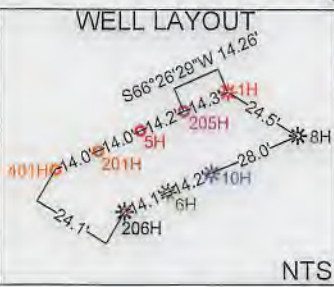 WELL LAYOUT
S66°26'29"W 14.26'
1H
14.3'
205H
14.2'
5H
14.0'
201H
14.0'
401H
24.5'
8H
28.0'
10H
14.2'
6H
14.1'
206H
24.1'
NTS